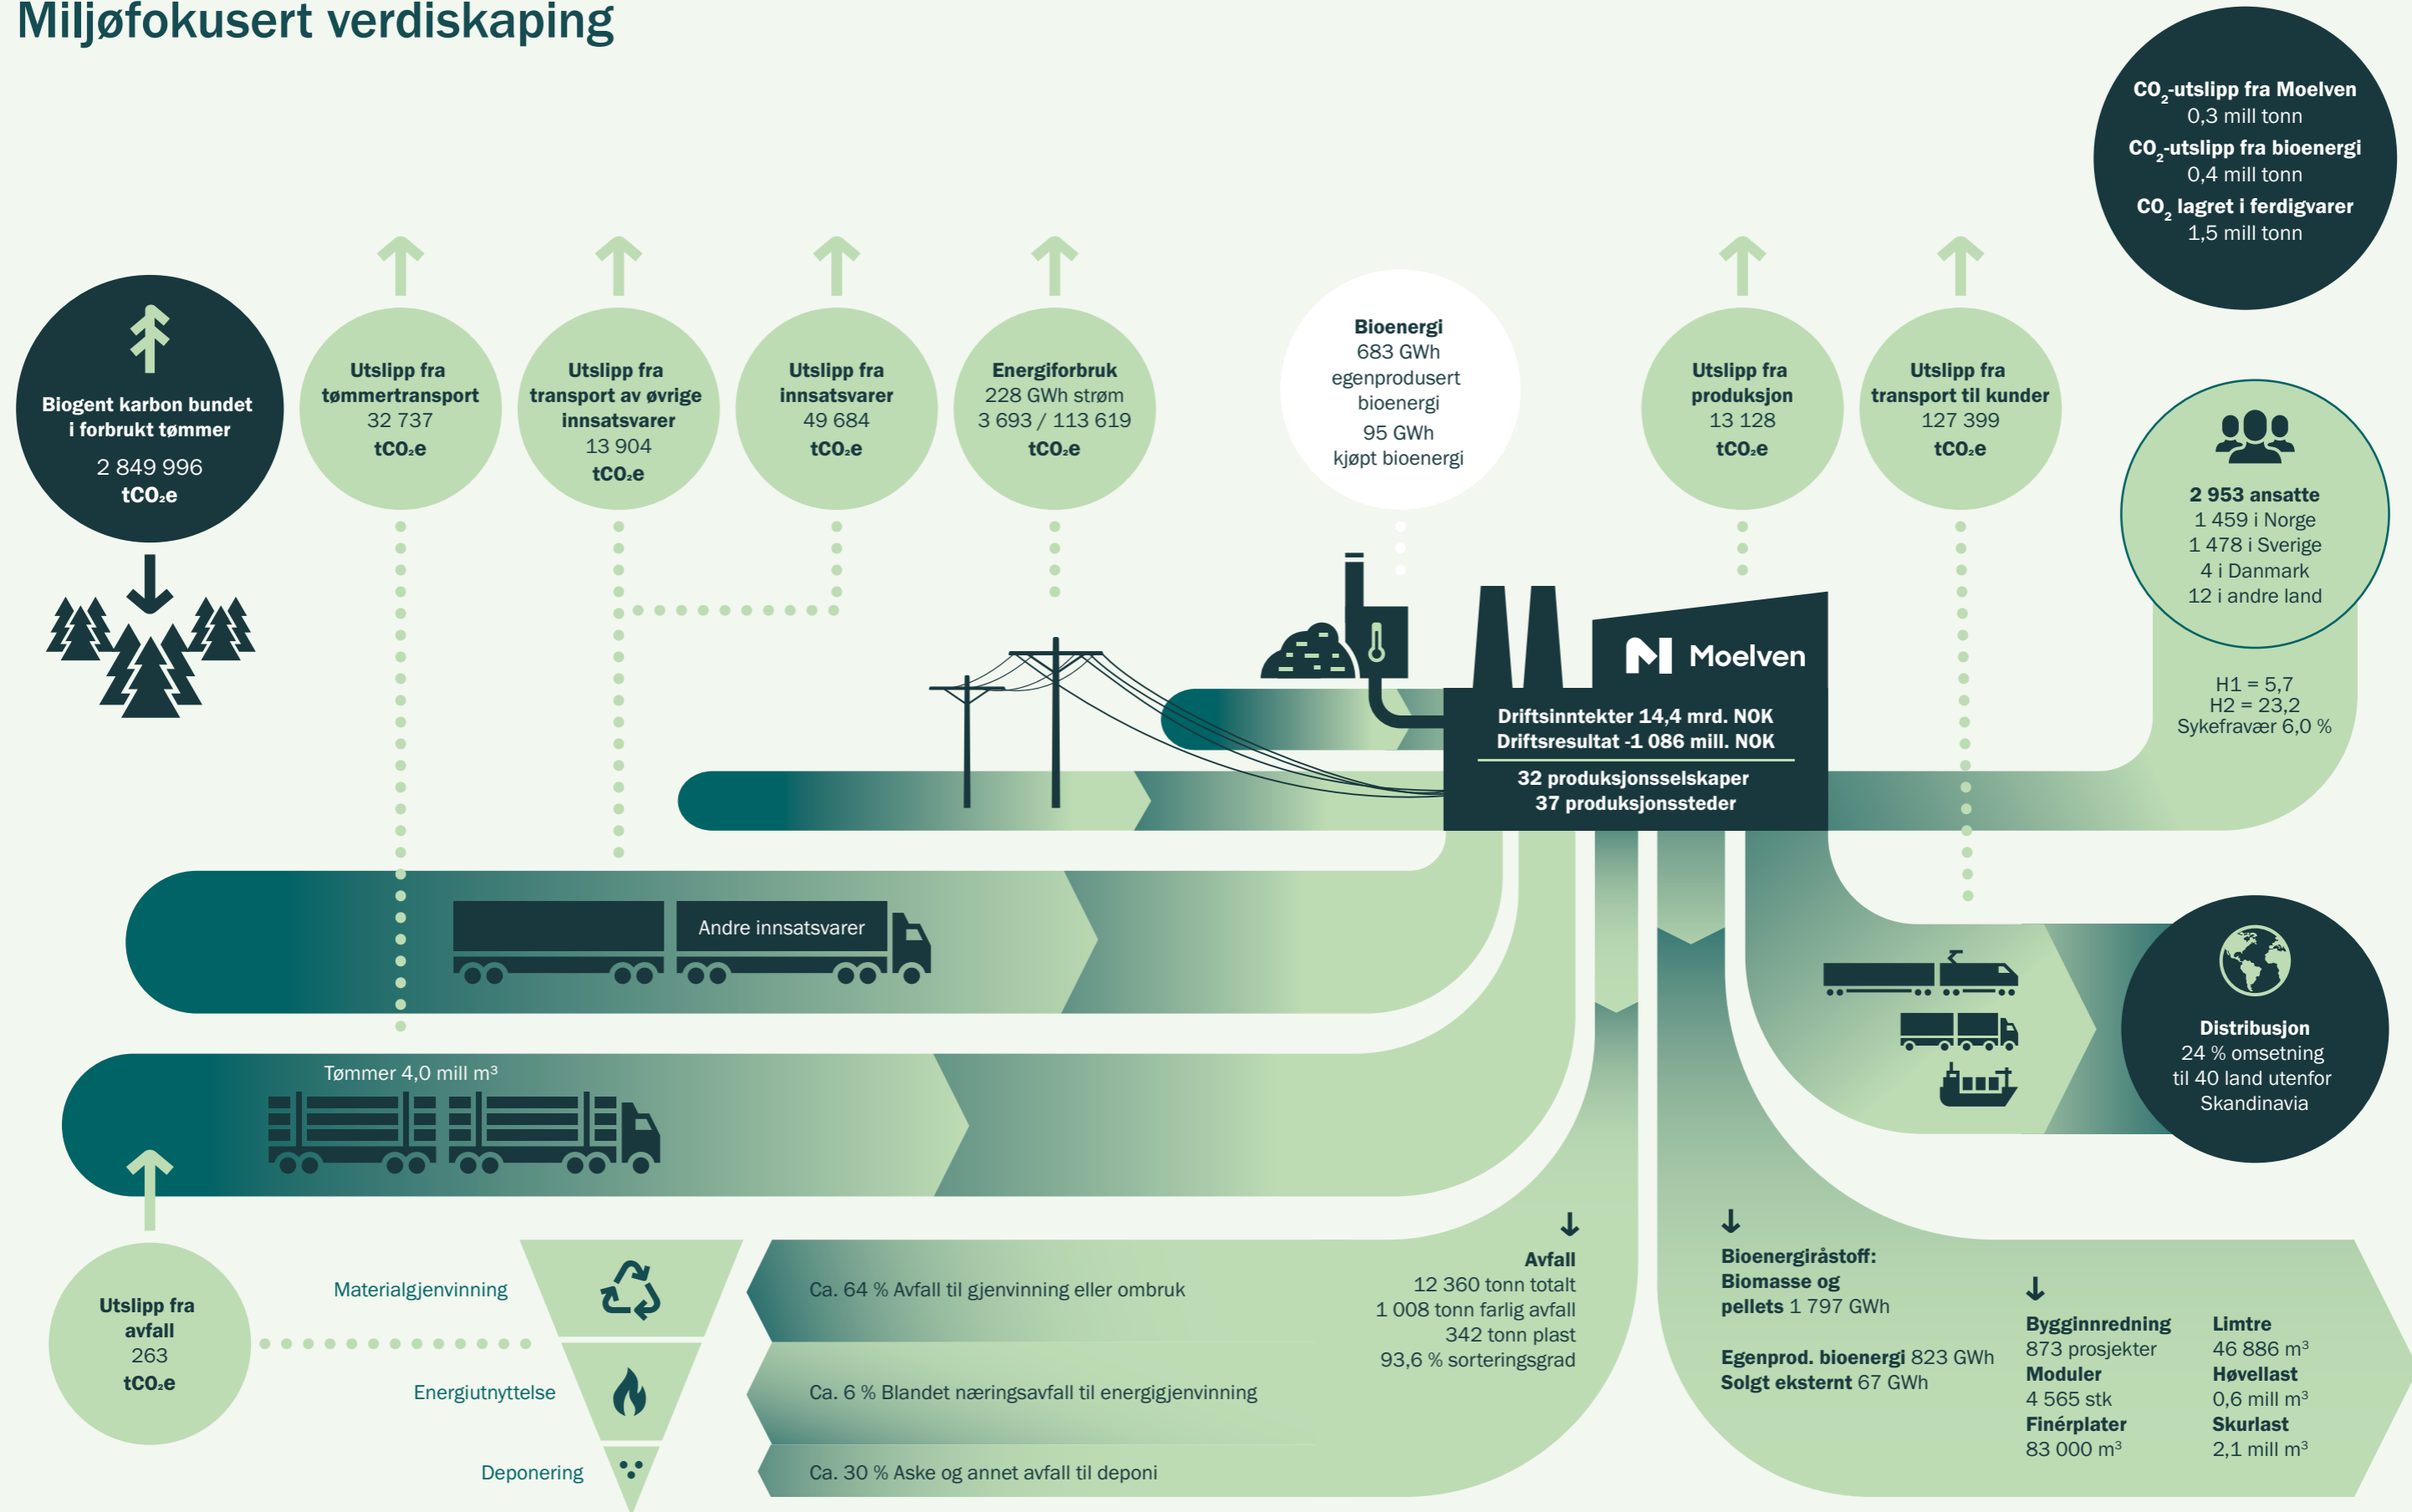 Miljøfokusert verdiskaping
CO₂-utslipp fra Moelven
0,3 mill tonn
CO₂-utslipp fra bioenergi
0,4 mill tonn
CO₂ lagret i ferdigvarer
1,5 mill tonn
Biogent karbon bundet
i forbrukt tømmer
2 849 996
tCO₂e
Utslipp fra
tømmertransport
32 737
tCO₂e
Utslipp fra
transport av øvrige
innsatsvarer
13 904
tCO₂e
Utslipp fra
innsatsvarer
49 684
tCO₂e
Energiforbruk
228 GWh strøm
3 693 / 113 619
tCO₂e
Bioenergi
683 GWh
egenprodusert
bioenergi
95 GWh
kjøpt bioenergi
Utslipp fra
produksjon
13 128
tCO₂e
Utslipp fra
transport til kunder
127 399
tCO₂e
2 953 ansatte
1 459 i Norge
1 478 i Sverige
4 i Danmark
12 i andre land
H1 = 5,7
H2 = 23,2
Sykefravær 6,0 %
Moelven
Driftsinntekter 14,4 mrd. NOK
Driftsresultat -1 086 mill. NOK
32 produksjonsselskaper
37 produksjonssteder
Andre innsatsvarer
Tømmer 4,0 mill m³
Distribusjon
24 % omsetning
til 40 land utenfor
Skandinavia
Utslipp fra
avfall
263
tCO₂e
Materialgjenvinning
Energiutnyttelse
Deponering
Ca. 64 % Avfall til gjenvinning eller ombruk
Ca. 6 % Blandet næringsavfall til energigjenvinning
Ca. 30 % Aske og annet avfall til deponi
Avfall
12 360 tonn totalt
1 008 tonn farlig avfall
342 tonn plast
93,6 % sorteringsgrad
Bioenergiråstoff:
Biomasse og
pellets 1 797 GWh
Egenprod. bioenergi 823 GWh
Solgt eksternt 67 GWh
Bygginnredning
873 prosjekter
Moduler
4 565 stk
Finérplater
83 000 m³
Limtre
46 886 m³
Høvellast
0,6 mill m³
Skurlast
2,1 mill m³